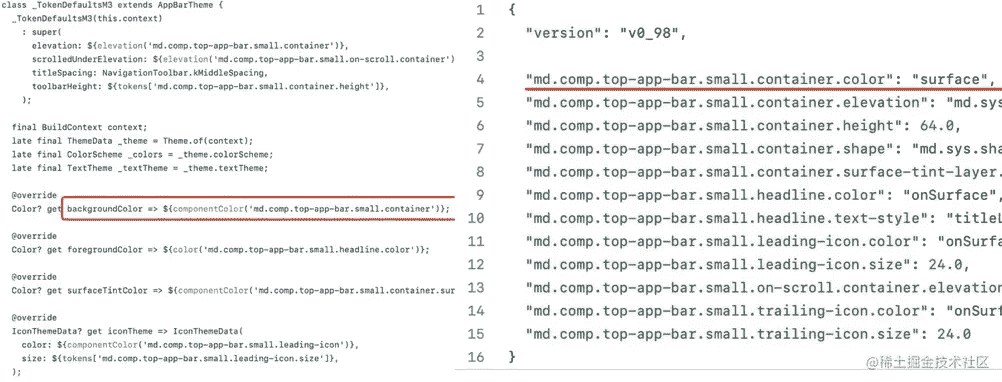 class _TokenDefaultsM3 extends AppBarTheme {
_TokenDefaultsM3(this.context)
: super(
elevation: ${elevation('md.comp.top-app-bar.small.container')},
scrolledUnderElevation: ${elevation('md.comp.top-app-bar.small.on-scroll.container')
titleSpacing: NavigationToolbar.kMiddleSpacing,
toolbarHeight: ${tokens['md.comp.top-app-bar.small.container.height']},
);
final BuildContext context;
late final ThemeData _theme = Theme.of(context);
late final ColorScheme _colors = _theme.colorScheme;
late final TextTheme _textTheme = _theme.textTheme;
@override
Color? get backgroundColor => ${componentColor('md.comp.top-app-bar.small.container')};
@override
Color? get foregroundColor => ${color('md.comp.top-app-bar.small.headline.color')};
@override
Color? get surfaceTintColor => ${componentColor('md.comp.top-app-bar.small.container.sur
@override
IconThemeData? get iconTheme => IconThemeData(
color: ${componentColor('md.comp.top-app-bar.small.leading-icon')},
size: ${tokens['md.comp.top-app-bar.small.leading-icon.size']},
);
1 {
2 "version": "v0_98",
3
4 "md.comp.top-app-bar.small.container.color": "surface",
5 "md.comp.top-app-bar.small.container.elevation": "md.sys
6 "md.comp.top-app-bar.small.container.height": 64.0,
7 "md.comp.top-app-bar.small.container.shape": "md.sys.sha
8 "md.comp.top-app-bar.small.container.surface-tint-layer.
9 "md.comp.top-app-bar.small.headline.color": "onSurface",
10 "md.comp.top-app-bar.small.headline.text-style": "titleL
11 "md.comp.top-app-bar.small.leading-icon.color": "onSurf
12 "md.comp.top-app-bar.small.leading-icon.size": 24.0,
13 "md.comp.top-app-bar.small.on-scroll.container.elevation
14 "md.comp.top-app-bar.small.trailing-icon.color": "onSurf
15 "md.comp.top-app-bar.small.trailing-icon.size": 24.0
16 }
@稀土掘金技术社区